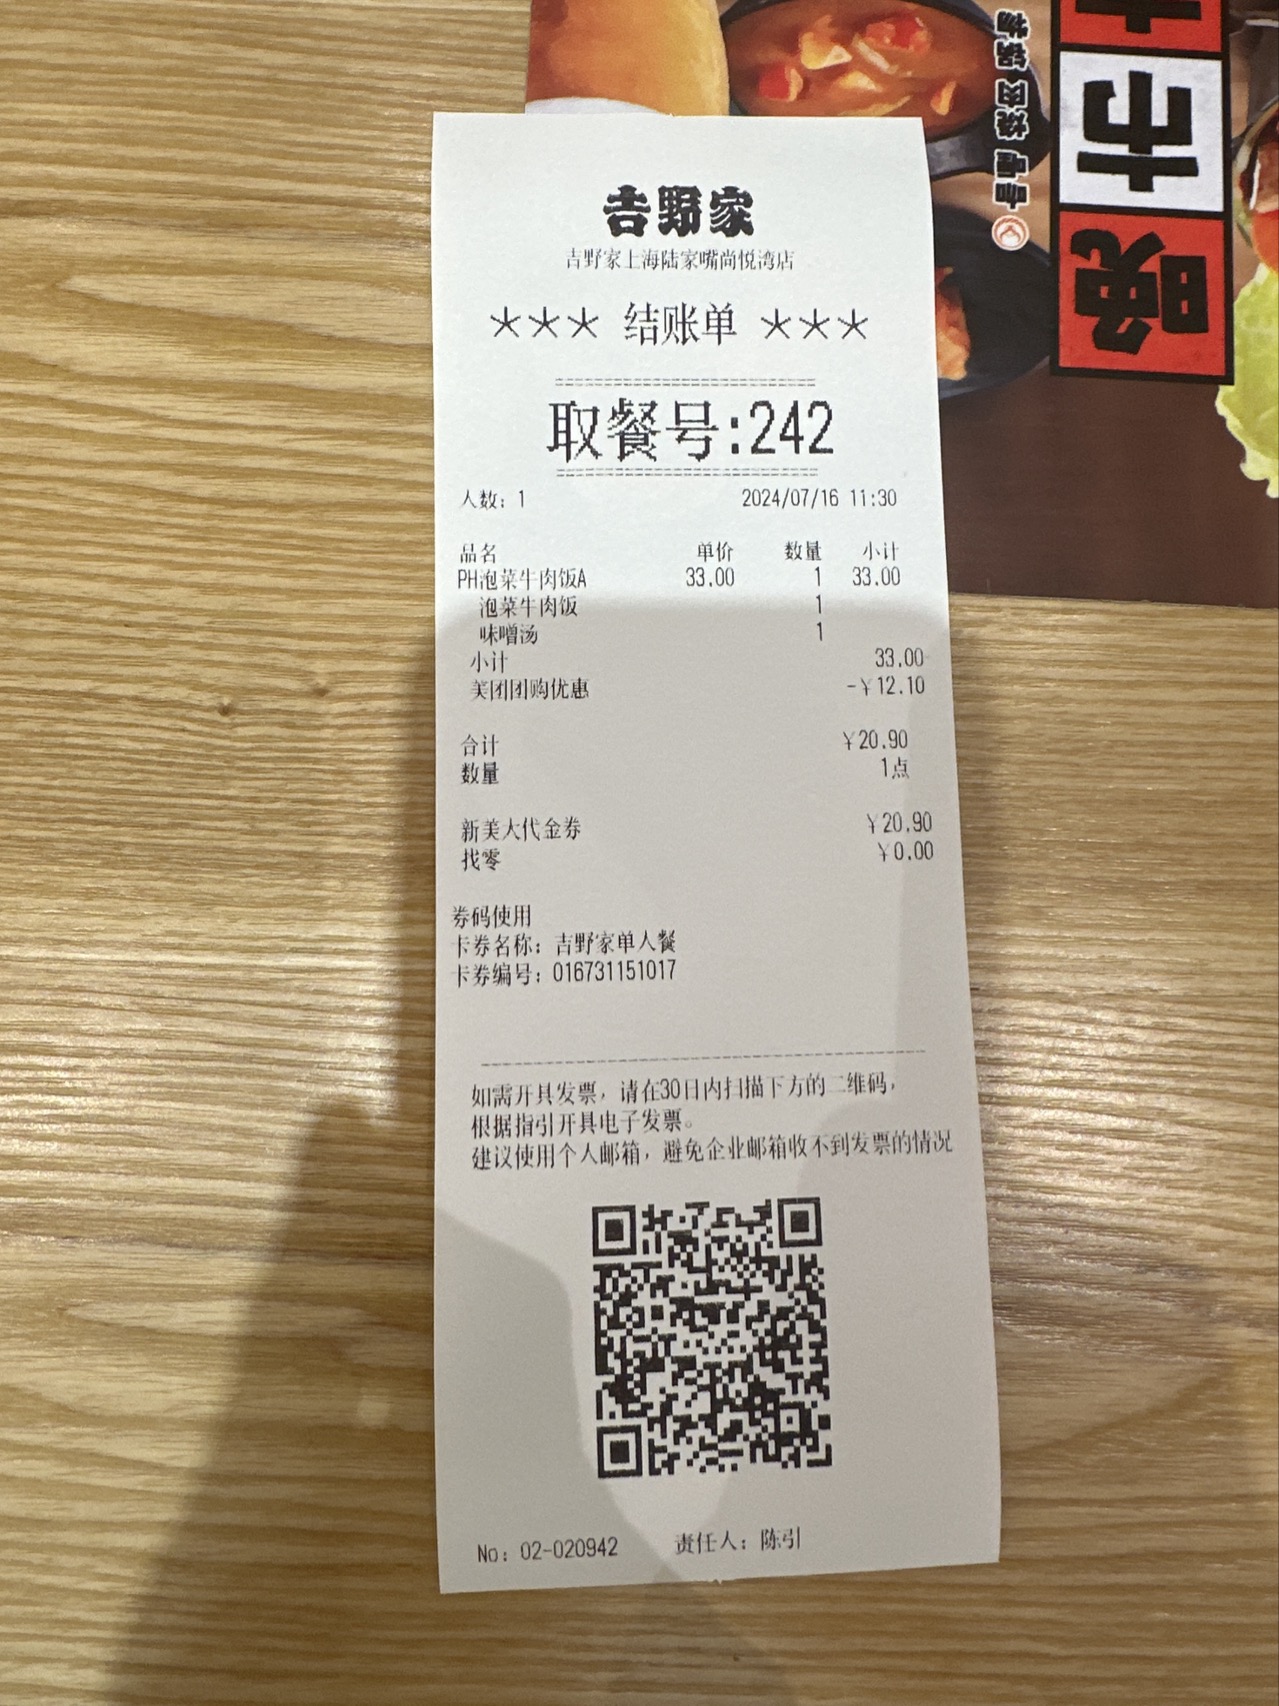 吉野家
吉野家上海陆家嘴尚悦湾店
*** 结账单 ***
取餐号:242
人数: 1 2024/07/16 11:30
品名 单价 数量 小计
PH泡菜牛肉饭A 33.00 1 33.00
泡菜牛肉饭 1
味噌汤 1
小计 33.00
美团团购优惠 -¥12.10
合计 ¥20.90
数量 1点
新美大代金券 ¥20.90
找零 ¥0.00
券码使用
卡券名称: 吉野家单人餐
卡券编号: 016731151017
如需开具发票, 请在30日内扫描下方的二维码,
根据指引开具电子发票。
建议使用个人邮箱, 避免企业邮箱收不到发票的情况
No: 02-020942 责任人: 陈引
晚市
咖喱烧肉锅物